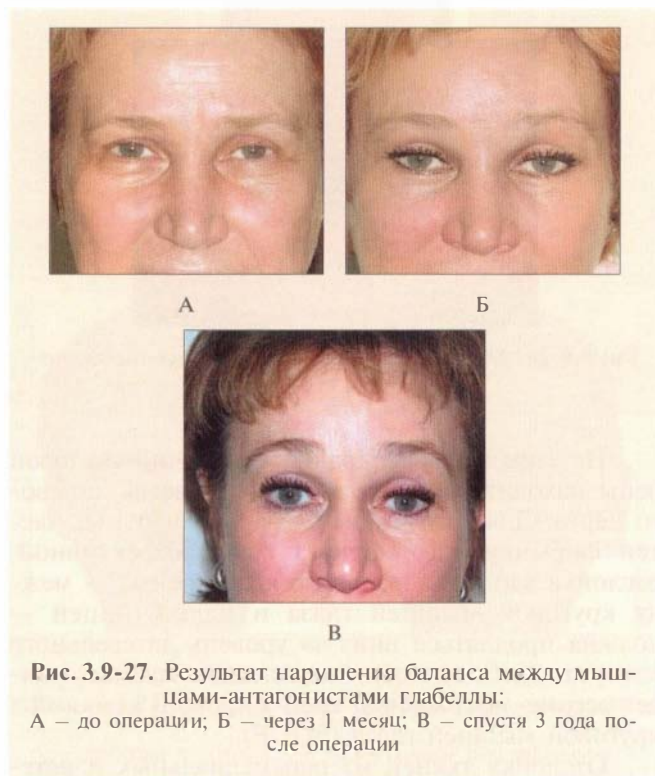 А
Б
В
Рис. 3.9-27. Результат нарушения баланса между мыш-
цами-антагонистами глабеллы:
А – до операции; Б – через 1 месяц; В – спустя 3 года по-
сле операции